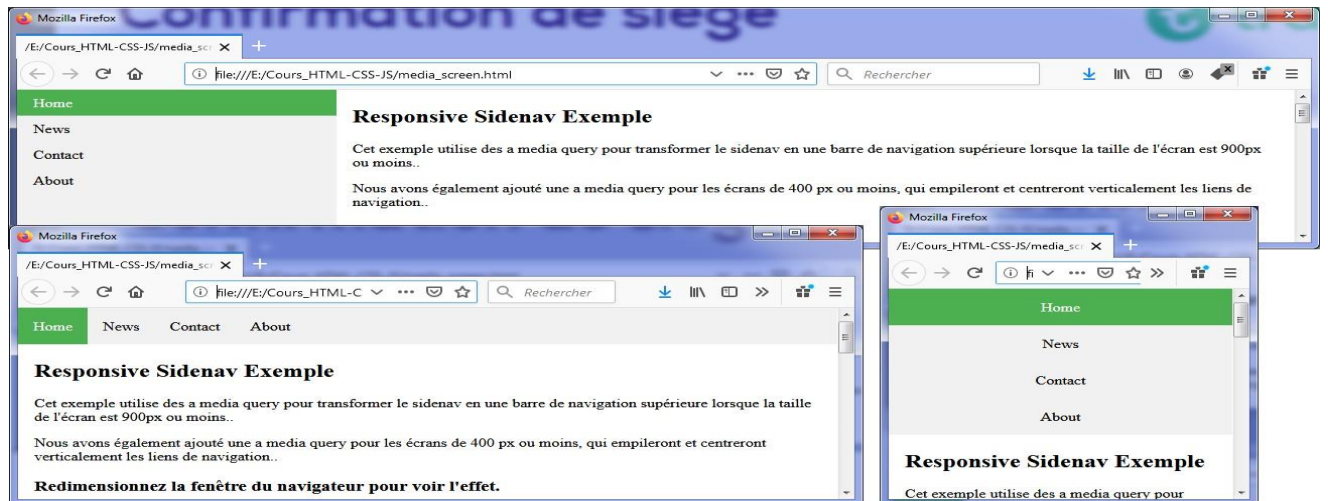 Confirmation de siège
Mozilla Firefox
/E:/Cours_HTML-CSS-JS/media_scr
file:///E:/Cours_HTML-CSS-JS/media_screen.html
Rechercher
Home
News
Contact
About
Responsive Sidenav Exemple
Cet exemple utilise des a media query pour transformer le sidenav en une barre de navigation supérieure lorsque la taille de l'écran est 900px
ou moins..
Nous avons également ajouté une a media query pour les écrans de 400 px ou moins, qui empileront et centreront verticalement les liens de
navigation..
Mozilla Firefox
/E:/Cours_HTML-CSS-JS/media_scr
file:///E:/Cours_HTML-C
Rechercher
Home News Contact About
Responsive Sidenav Exemple
Cet exemple utilise des a media query pour transformer le sidenav en une barre de navigation supérieure lorsque la taille
de l'écran est 900px ou moins..
Nous avons également ajouté une a media query pour les écrans de 400 px ou moins, qui empileront et centreront
verticalement les liens de navigation..
Redimensionnez la fenêtre du navigateur pour voir l'effet.
Mozilla Firefox
/E:/Cours_HTML-CSS-JS/media_scr
fi
Home
News
Contact
About
Responsive Sidenav Exemple
Cet exemple utilise des a media query pour